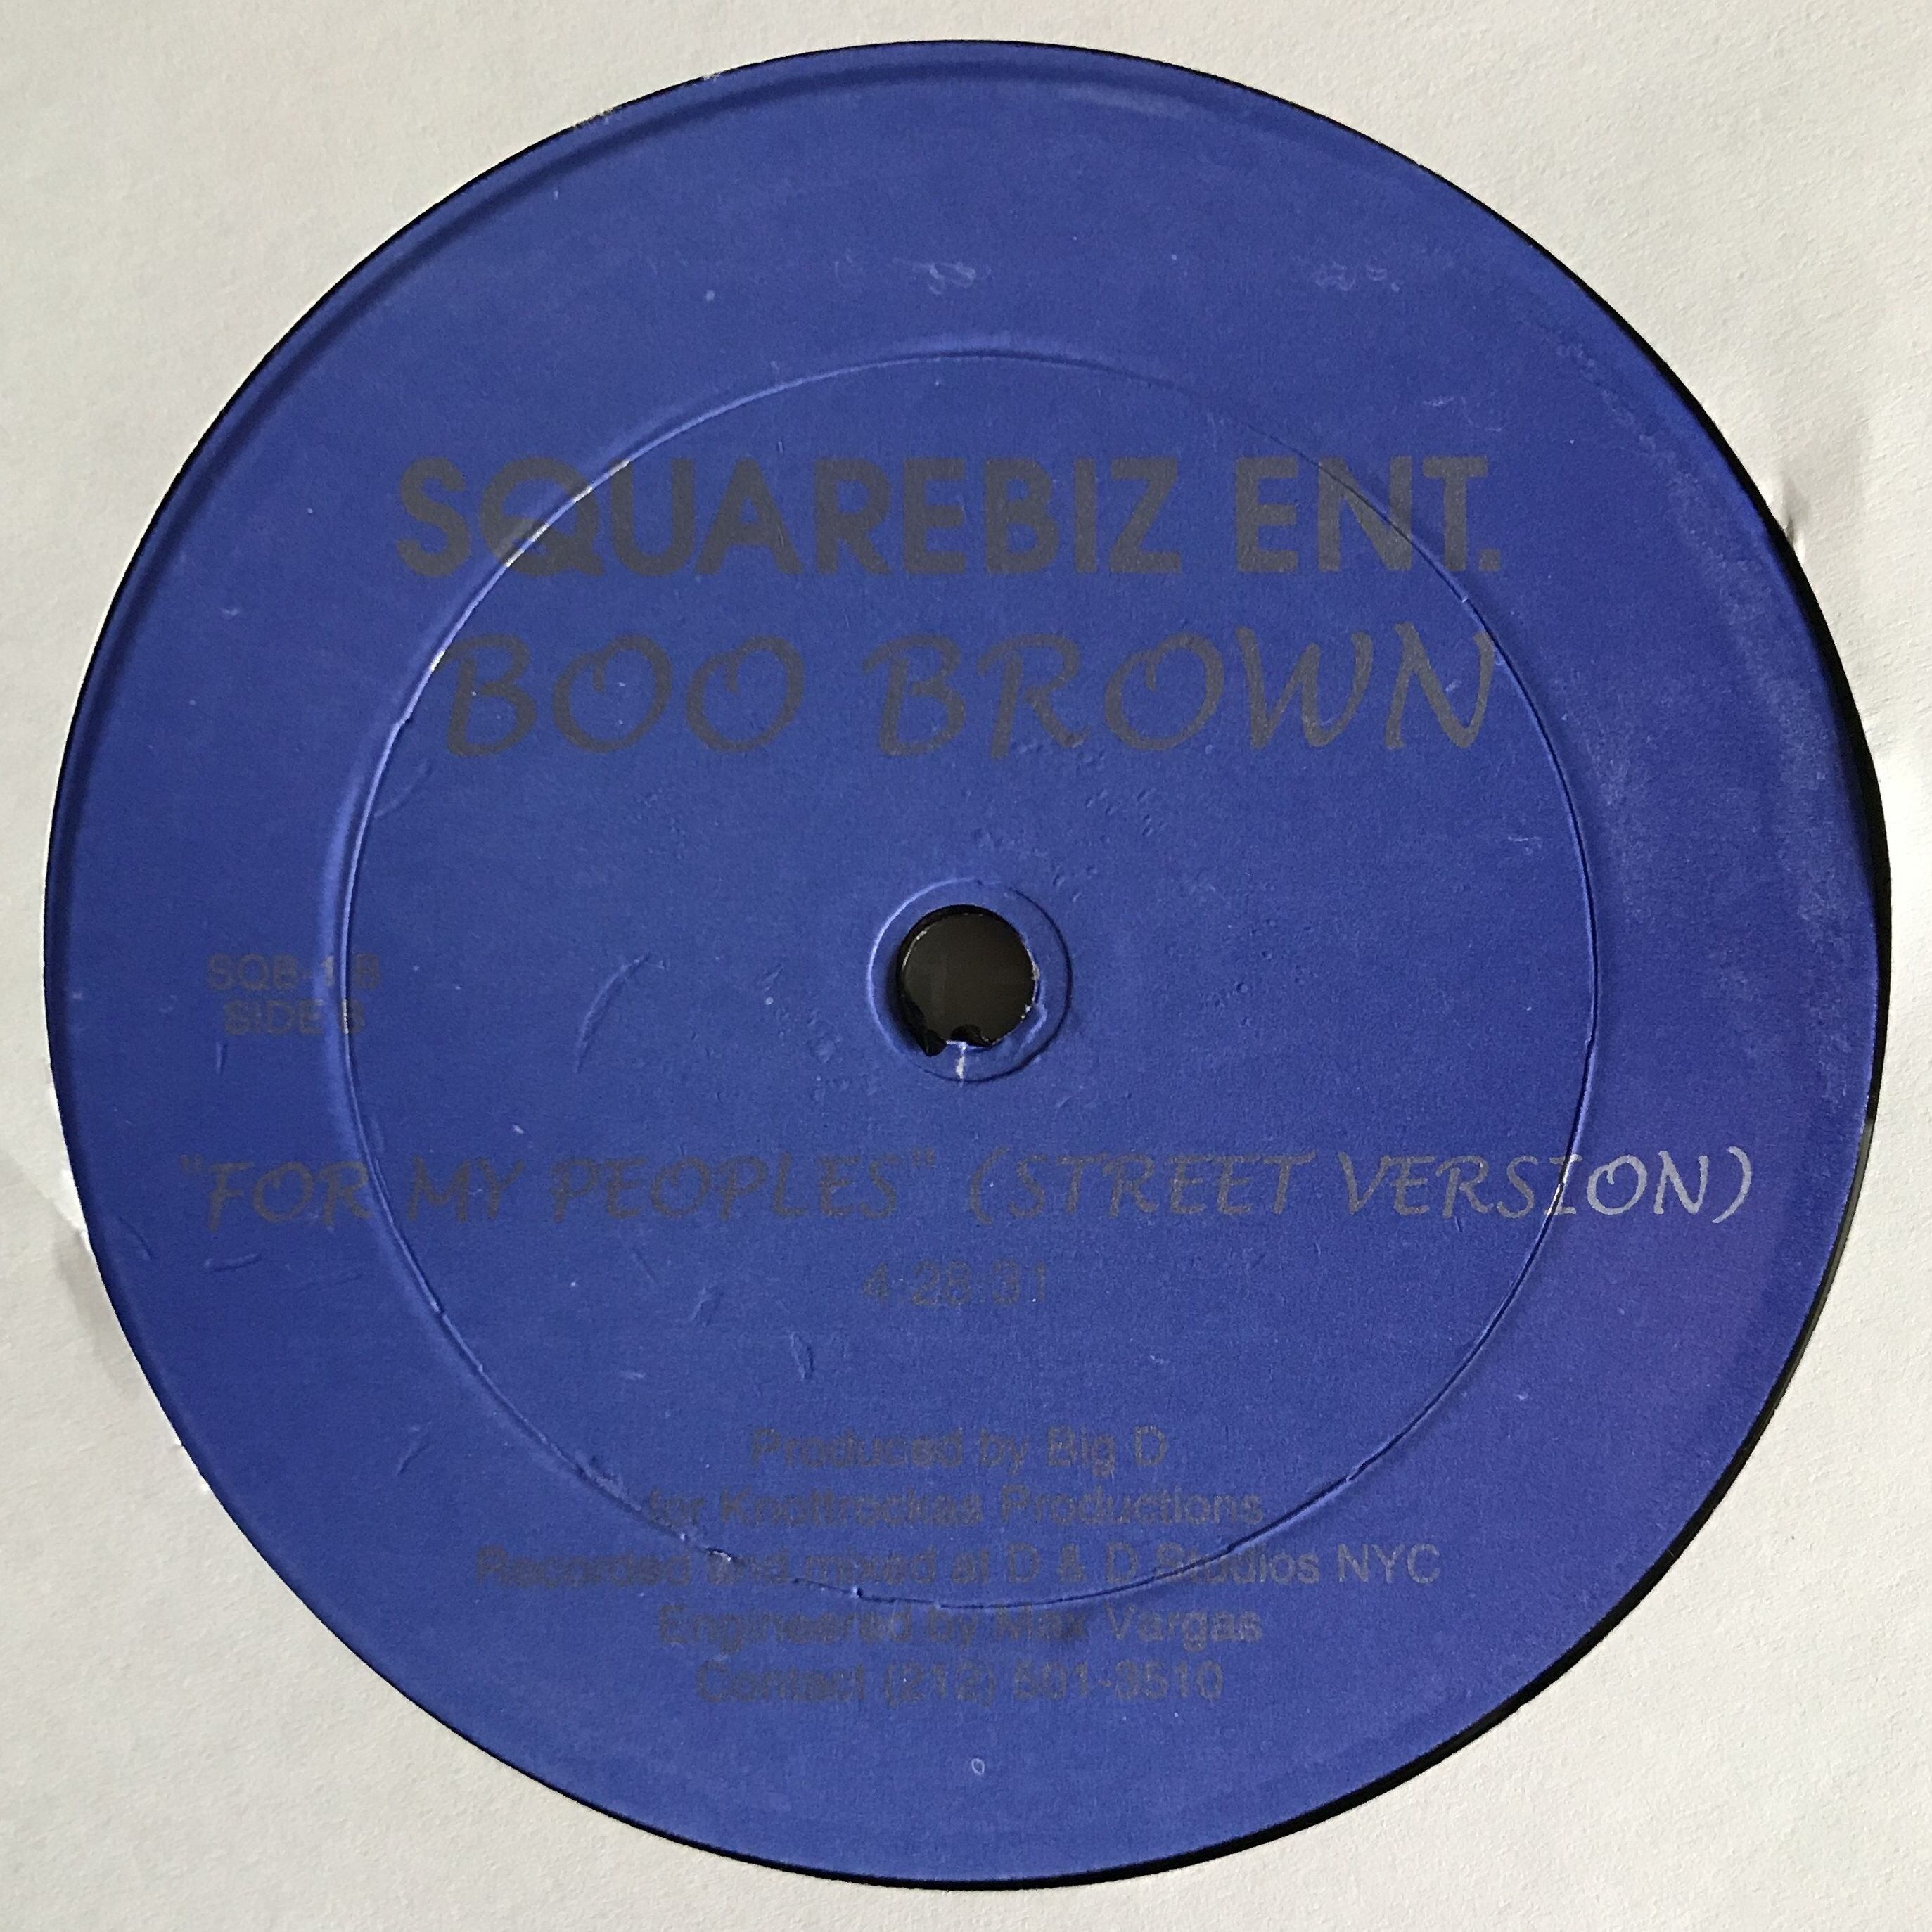 SQUAREBIZ ENT.
BOO BROWN
SQB-1 B
SIDE B
"FOR MY PEOPLES" (STREET VERSION)
4:28:31
Produced by Big D
for Knottrockas Productions
Recorded and mixed at D & D Studios NYC
Engineered by Max Vargas
Contact (212) 501-3510